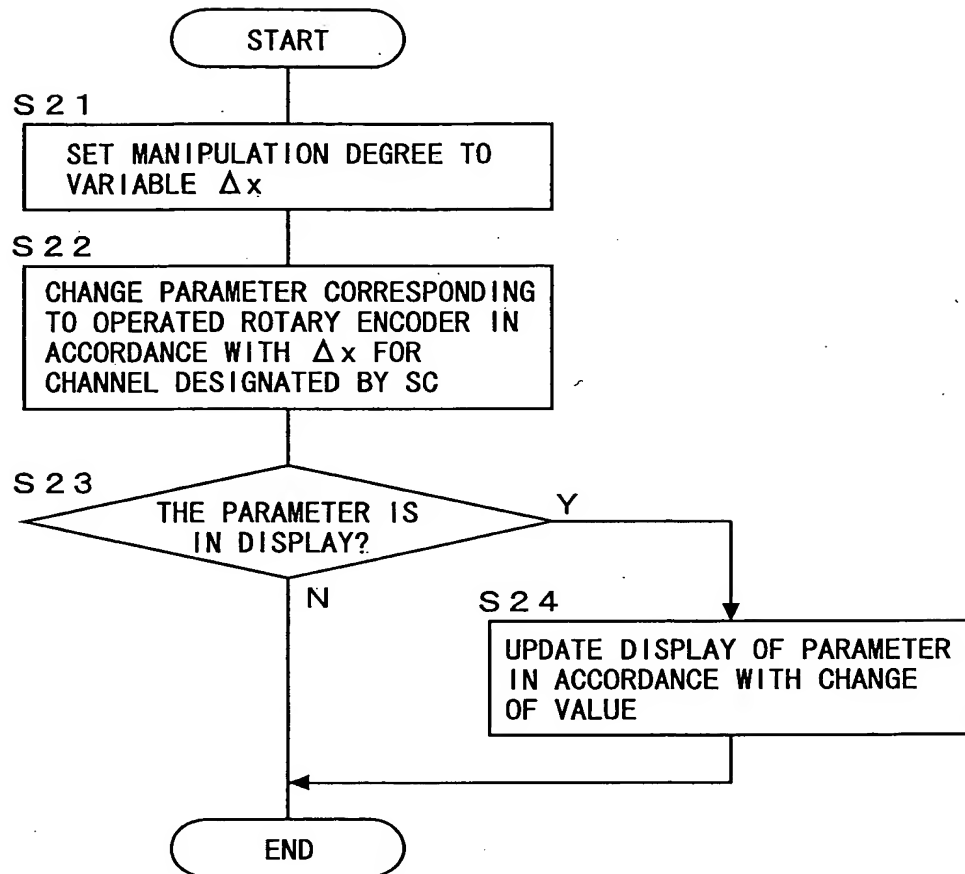 START
S21
SET MANIPULATION DEGREE TO
VARIABLE Δx
S22
CHANGE PARAMETER CORRESPONDING
TO OPERATED ROTARY ENCODER IN
ACCORDANCE WITH Δx FOR
CHANNEL DESIGNATED BY SC
S23
THE PARAMETER IS
IN DISPLAY?
Y
N
S24
UPDATE DISPLAY OF PARAMETER
IN ACCORDANCE WITH CHANGE
OF VALUE
END